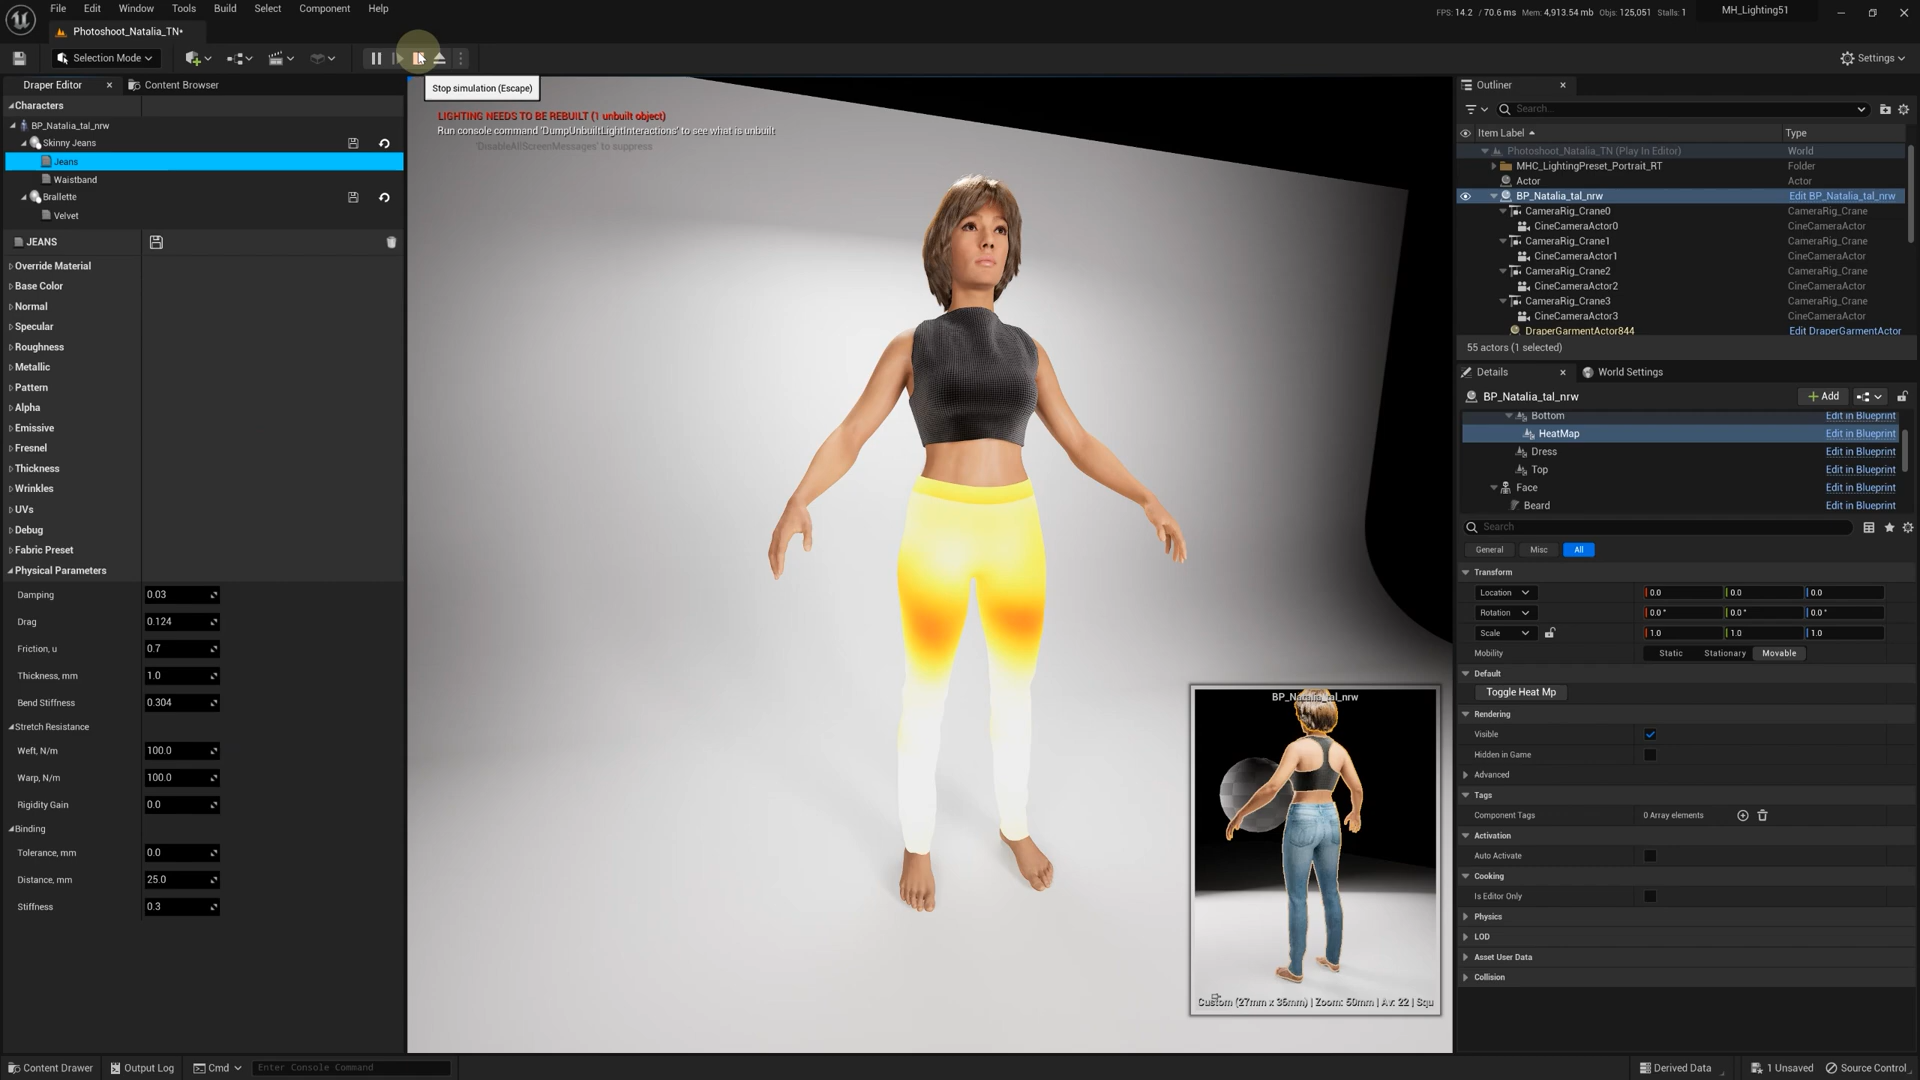 File Edit Window Tools Build Select Component Help
FPS: 14.2 / 70.6 ms Mem: 4,913.54 mb Objs: 125,051 Stalls: 1
MH_Lighting51
Photoshoot_Natalia_TN*
Selection Mode
Settings
Stop simulation (Escape)
Draper Editor
Content Browser
Characters
BP_Natalia_tal_nrw
Skinny Jeans
Jeans
Waistband
Brallette
Velvet
JEANS
Override Material
Base Color
Normal
Specular
Roughness
Metallic
Pattern
Alpha
Emissive
Fresnel
Thickness
Wrinkles
UVs
Debug
Fabric Preset
Physical Parameters
Damping 0.03
Drag 0.124
Friction, u 0.7
Thickness, mm 1.0
Bend Stiffness 0.304
Stretch Resistance
Weft, N/m 100.0
Warp, N/m 100.0
Rigidity Gain 0.0
Binding
Tolerance, mm 0.0
Distance, mm 25.0
Stiffness 0.3
LIGHTING NEEDS TO BE REBUILT (1 unbuilt object)
Run console command 'DumpUnbuiltLightInteractions' to see what is unbuilt
'DisableAllScreenMessages' to suppress
BP_Natalia_tal_nrw
Custom (27mm x 36mm) | Zoom: 50mm | Av: 22 | Squ
Outliner
Search...
Item Label Type
Photoshoot_Natalia_TN (Play In Editor) World
MHC_LightingPreset_Portrait_RT Folder
Actor Actor
BP_Natalia_tal_nrw Edit BP_Natalia_tal_nrw
CameraRig_Crane0 CameraRig_Crane
CineCameraActor0 CineCameraActor
CameraRig_Crane1 CameraRig_Crane
CineCameraActor1 CineCameraActor
CameraRig_Crane2 CameraRig_Crane
CineCameraActor2 CineCameraActor
CameraRig_Crane3 CameraRig_Crane
CineCameraActor3 CineCameraActor
DraperGarmentActor844 Edit DraperGarmentActor
55 actors (1 selected)
Details
World Settings
BP_Natalia_tal_nrw
Add
Bottom Edit in Blueprint
HeatMap Edit in Blueprint
Dress Edit in Blueprint
Top Edit in Blueprint
Face Edit in Blueprint
Beard Edit in Blueprint
Search
General Misc All
Transform
Location 0.0 0.0 0.0
Rotation 0.0 ° 0.0 ° 0.0 °
Scale 1.0 1.0 1.0
Mobility Static Stationary Movable
Default
Toggle Heat Mp
Rendering
Visible
Hidden in Game
Advanced
Tags
Component Tags 0 Array elements
Activation
Auto Activate
Cooking
Is Editor Only
Physics
LOD
Asset User Data
Collision
Content Drawer
Output Log
Cmd
Enter Console Command
Derived Data
1 Unsaved
Source Control